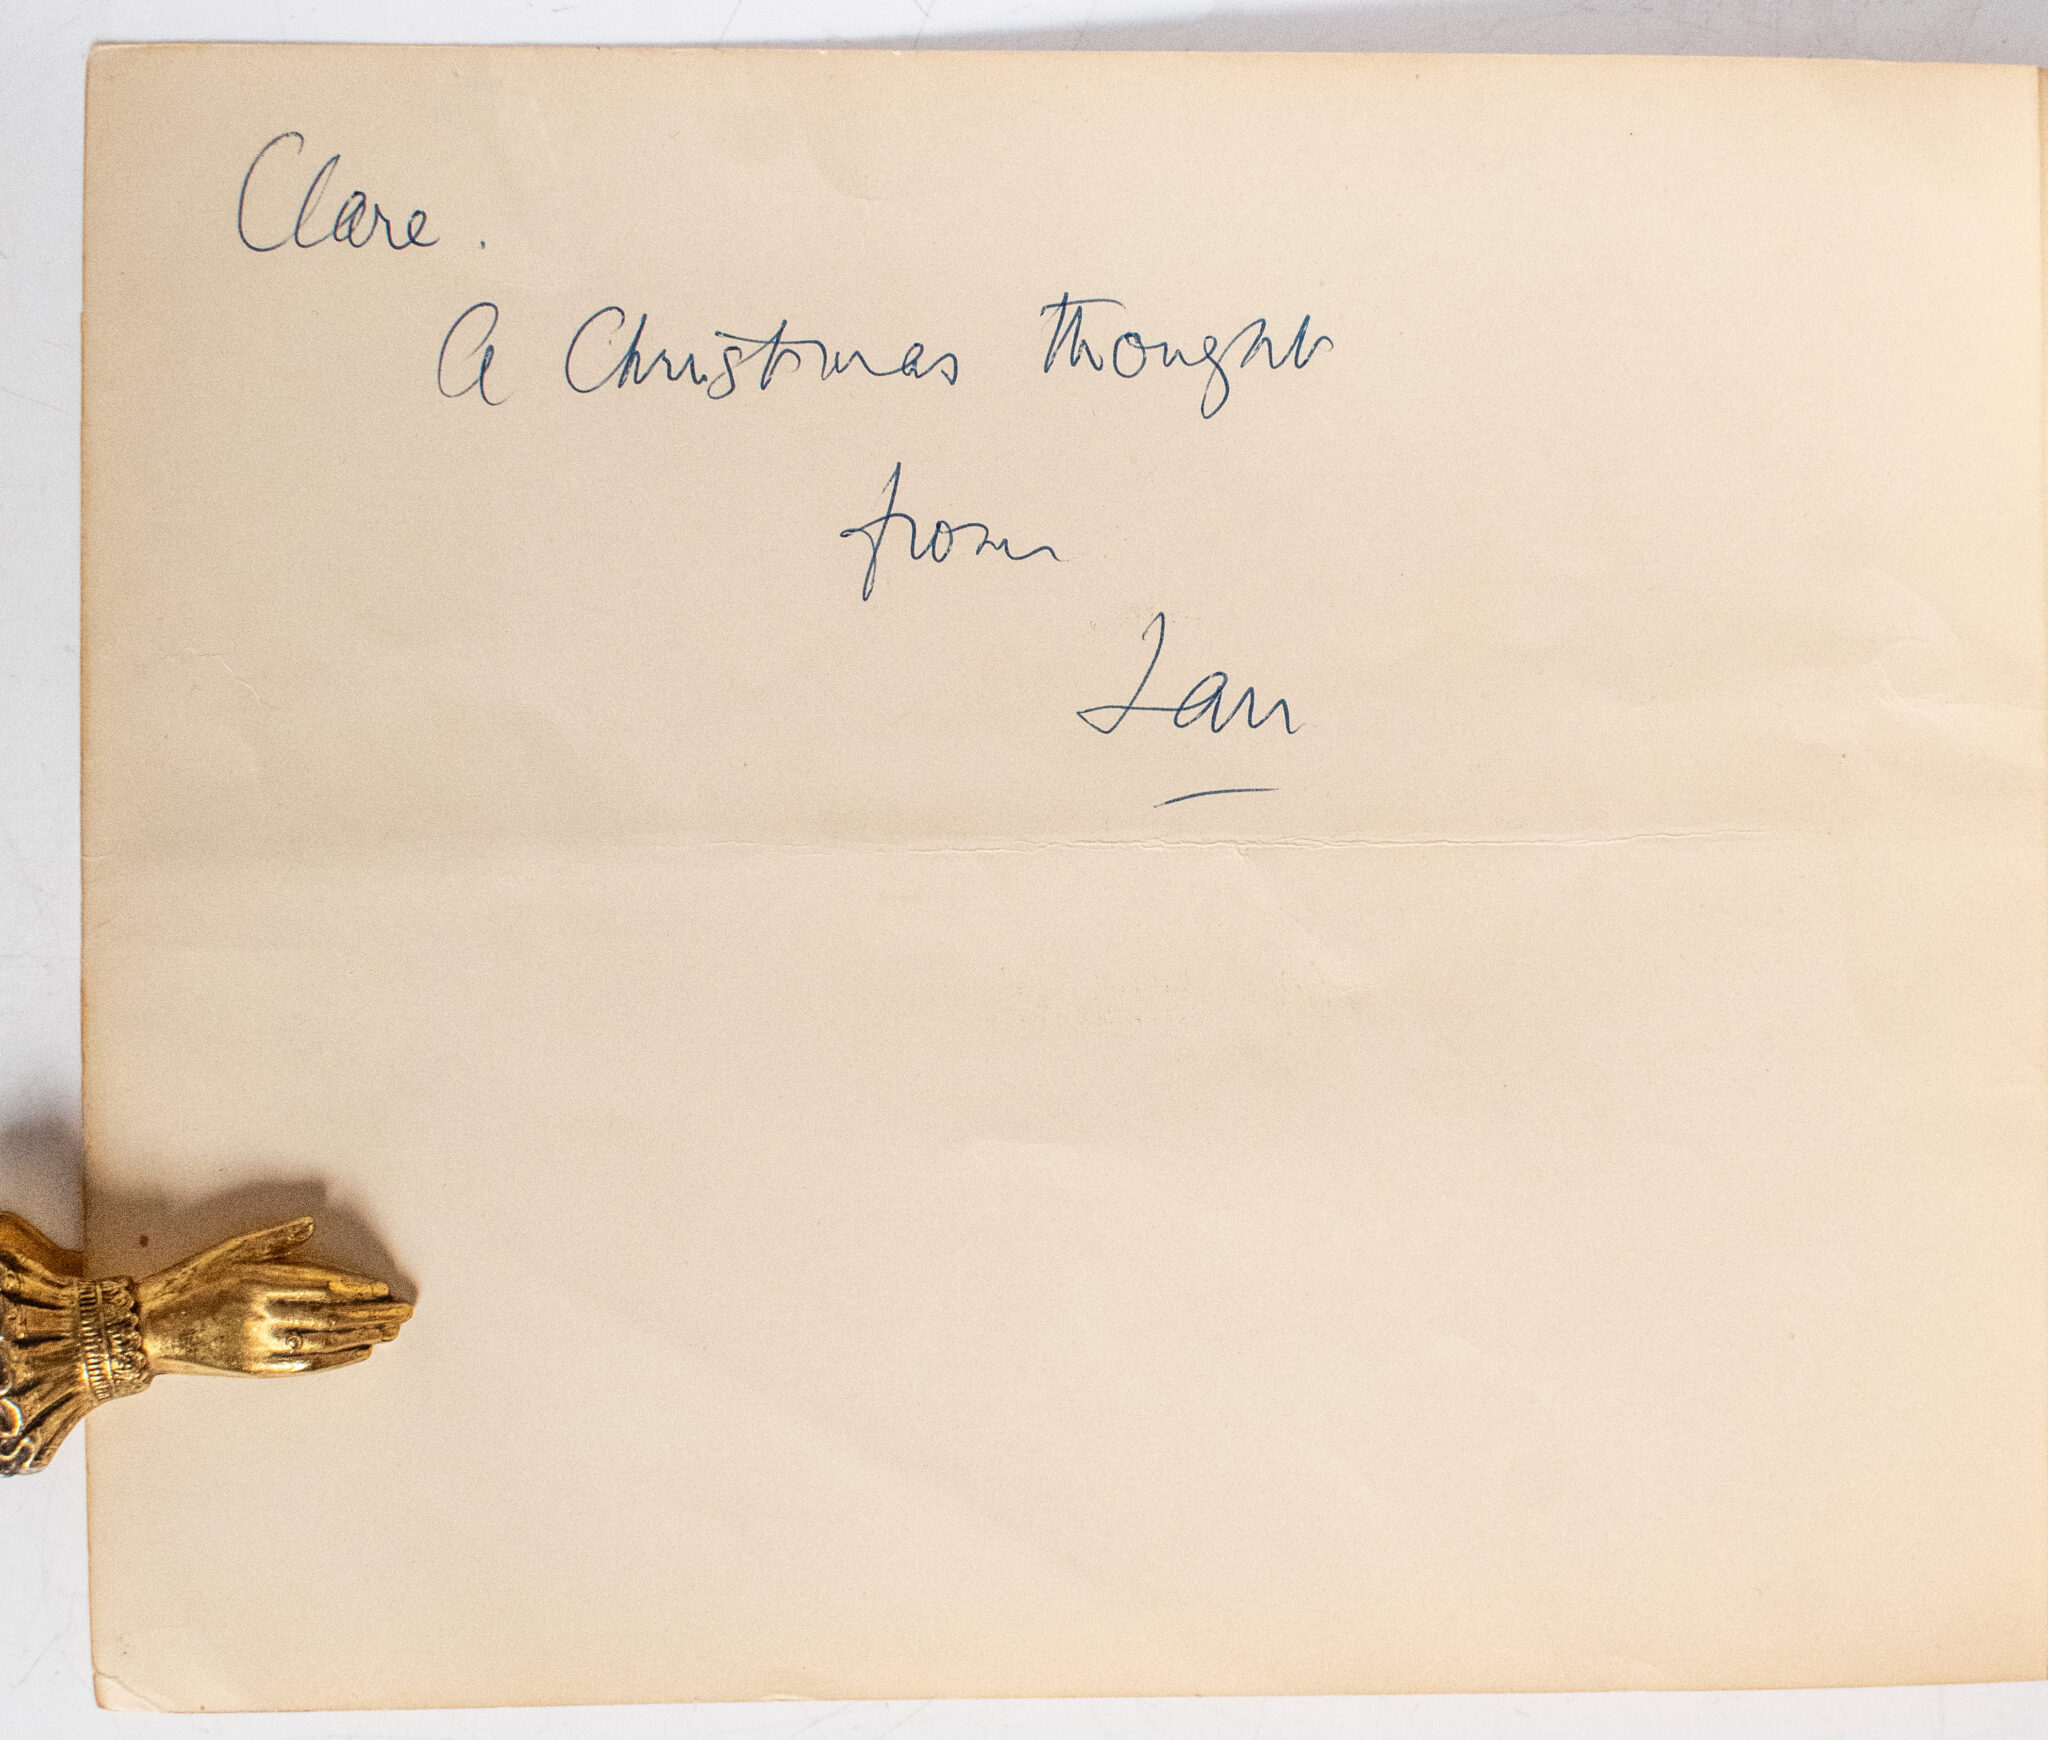 Clare.
A Christmas thought
from
Ian